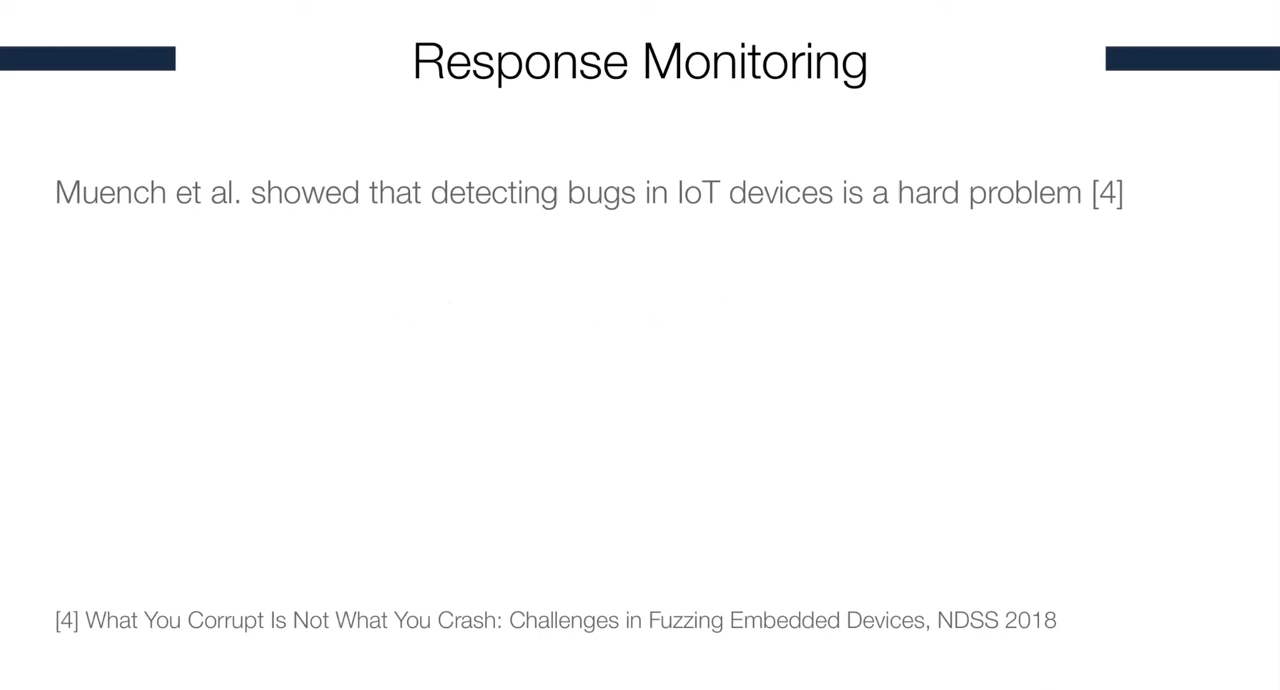 Response Monitoring
Muench et al. showed that detecting bugs in IoT devices is a hard problem [4]
[4] What You Corrupt Is Not What You Crash: Challenges in Fuzzing Embedded Devices, NDSS 2018